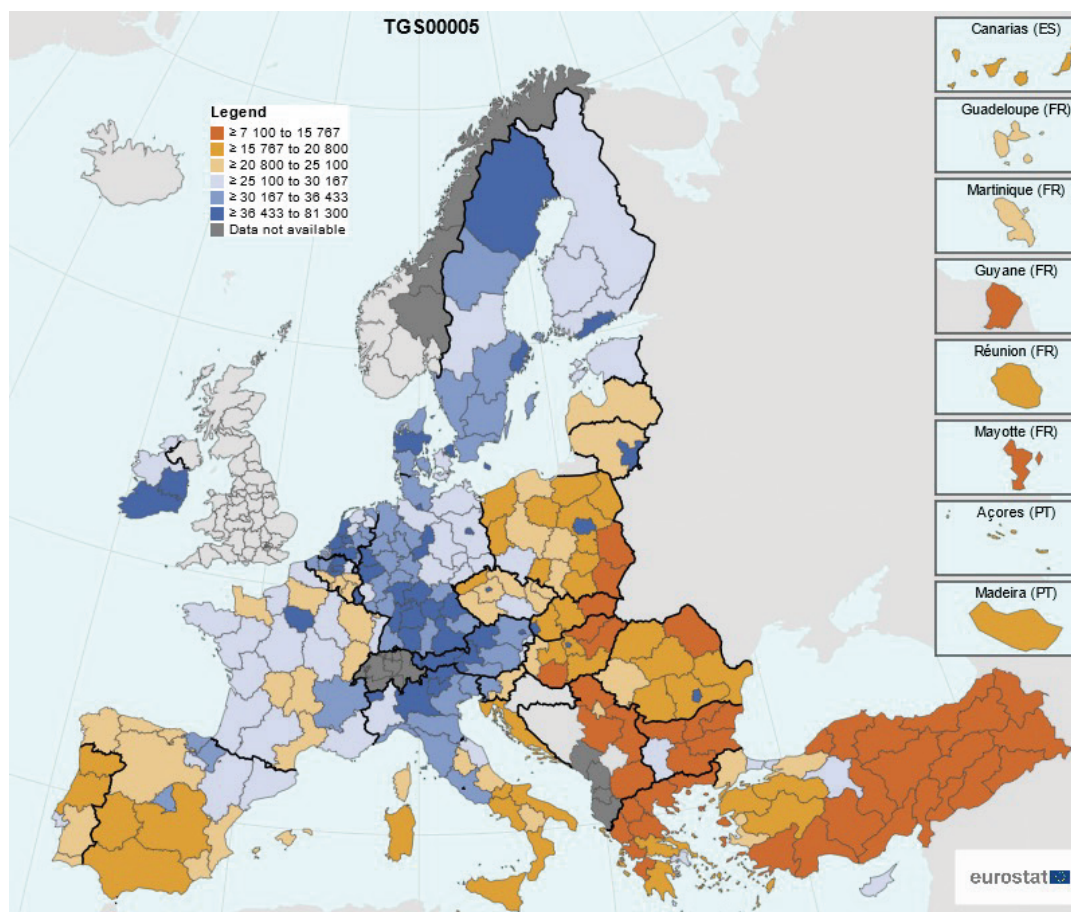 TGS00005
Legend
≥ 7 100 to 15 767
≥ 15 767 to 20 800
≥ 20 800 to 25 100
≥ 25 100 to 30 167
≥ 30 167 to 36 433
≥ 36 433 to 81 300
Data not available
Canarias (ES)
Guadeloupe (FR)
Martinique (FR)
Guyane (FR)
Réunion (FR)
Mayotte (FR)
Açores (PT)
Madeira (PT)
eurostat